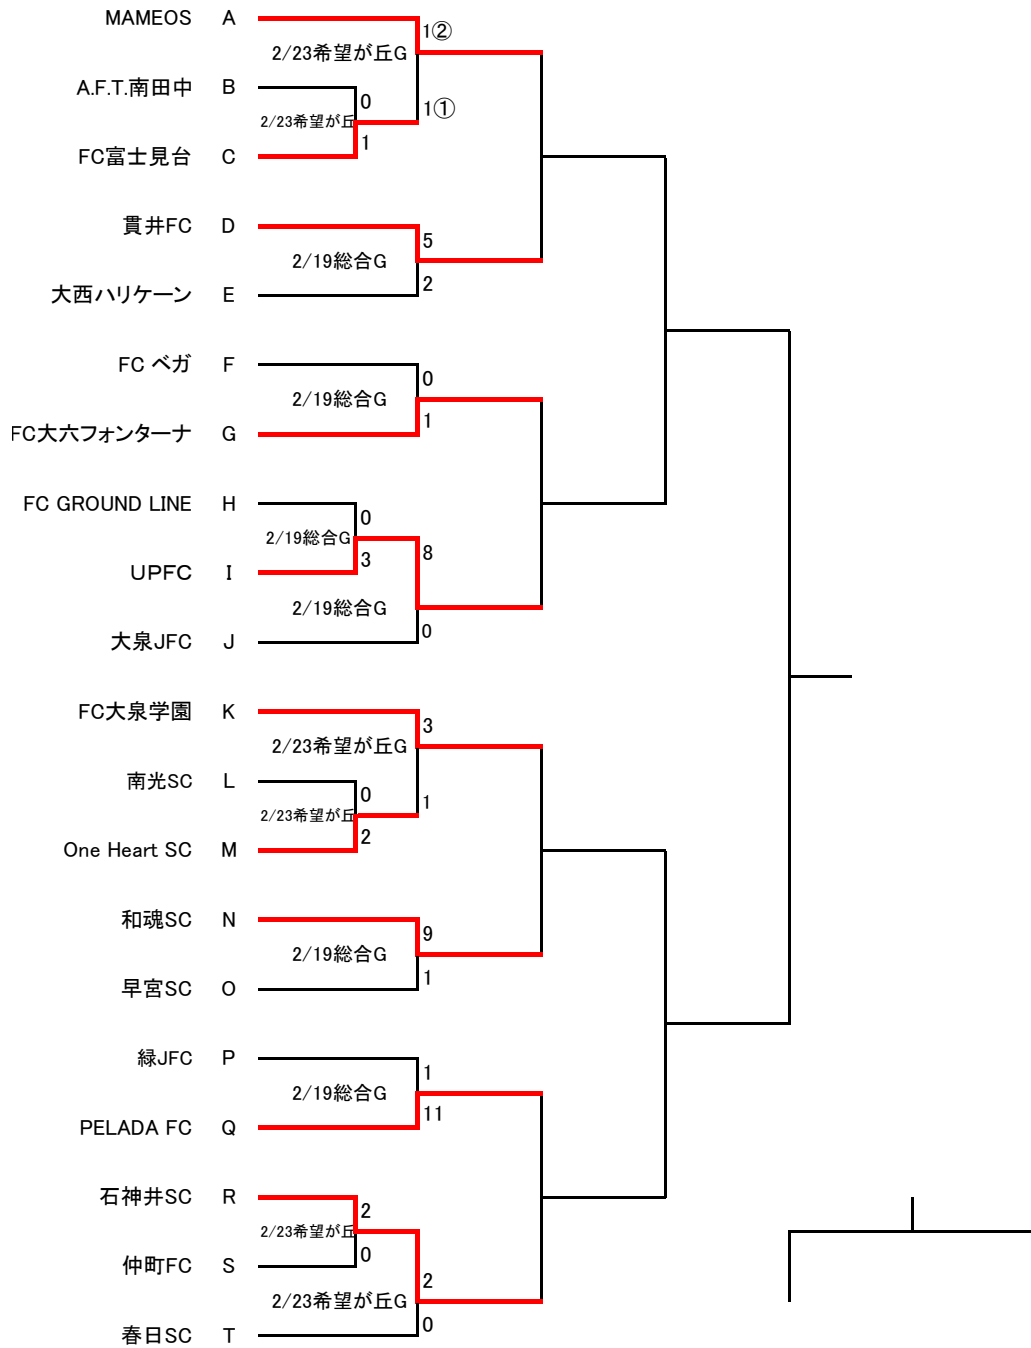 MAMEOS A
1②
2/23希望が丘G
A.F.T.南田中 B
0
1①
2/23希望が丘
1
FC富士見台 C
貫井FC D
5
2/19総合G
2
大西ハリケーン E
FC ベガ F
0
2/19総合G
1
FC大六フォンターナ G
FC GROUND LINE H
0
2/19総合G
8
3
UPFC I
2/19総合G
0
大泉JFC J
FC大泉学園 K
3
2/23希望が丘G
南光SC L
0
1
2/23希望が丘
2
One Heart SC M
和魂SC N
9
2/19総合G
1
早宮SC O
緑JFC P
1
2/19総合G
11
PELADA FC Q
石神井SC R
2
2/23希望が丘
0
仲町FC S
2
2/23希望が丘G
0
春日SC T